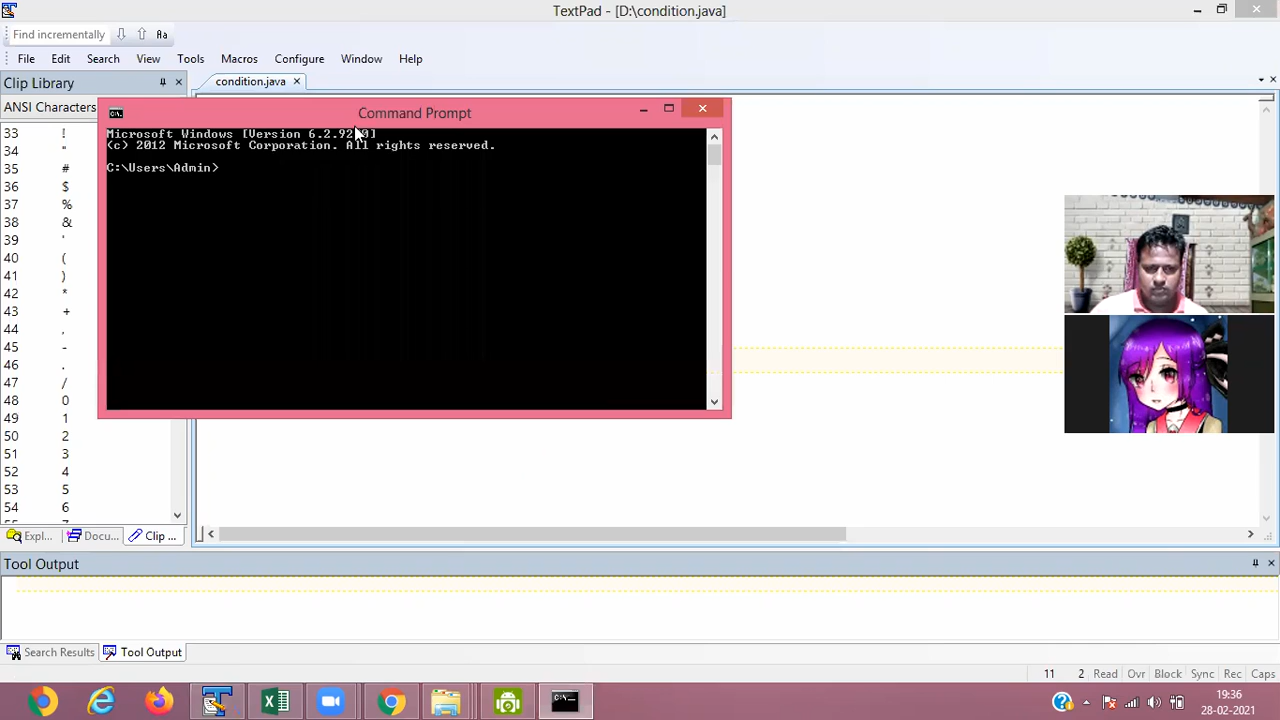 TextPad - [D:\condition.java]
Find incrementally
File Edit Search View Tools Macros Configure Window Help
Clip Library
condition.java
ANSI Characters
Command Prompt
33 !
34 "
35 #
36 $
37 %
38 &
39 '
40 (
41 )
42 *
43 +
44 ,
45 -
46 .
47 /
48 0
49 1
50 2
51 3
52 4
53 5
54 6
Microsoft Windows [Version 6.2.92
(c) 2012 Microsoft Corporation. All rights reserved.
C:\Users\Admin>
Expl... Docu... Clip ...
Tool Output
Search Results Tool Output
11 2 Read Ovr Block Sync Rec Caps
19:36
28-02-2021